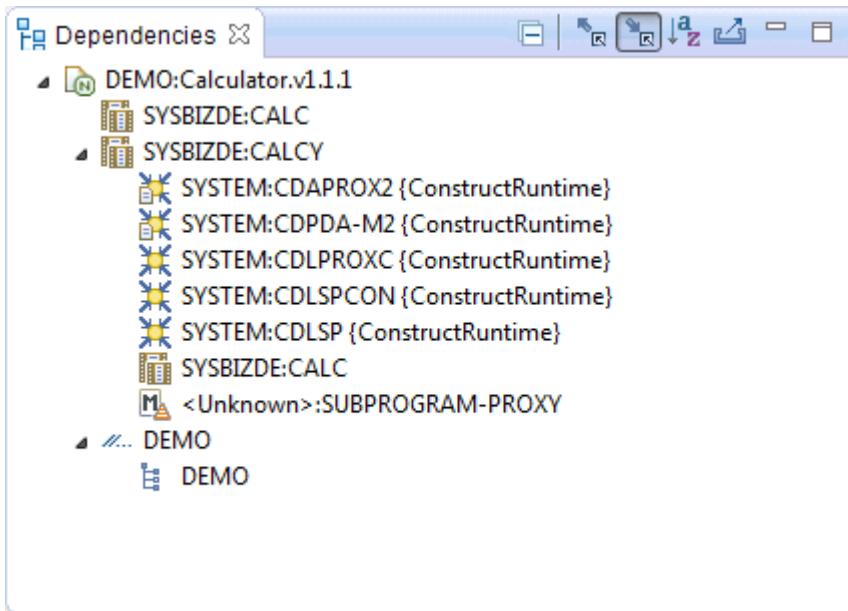 Dependencies
DEMO:Calculator.v1.1.1
SYSBIZDE:CALC
SYSBIZDE:CALCY
SYSTEM:CDAPROX2 {ConstructRuntime}
SYSTEM:CDPDA-M2 {ConstructRuntime}
SYSTEM:CDLPROXC {ConstructRuntime}
SYSTEM:CDLSPCON {ConstructRuntime}
SYSTEM:CDLSP {ConstructRuntime}
SYSBIZDE:CALC
<Unknown>:SUBPROGRAM-PROXY
//... DEMO
DEMO